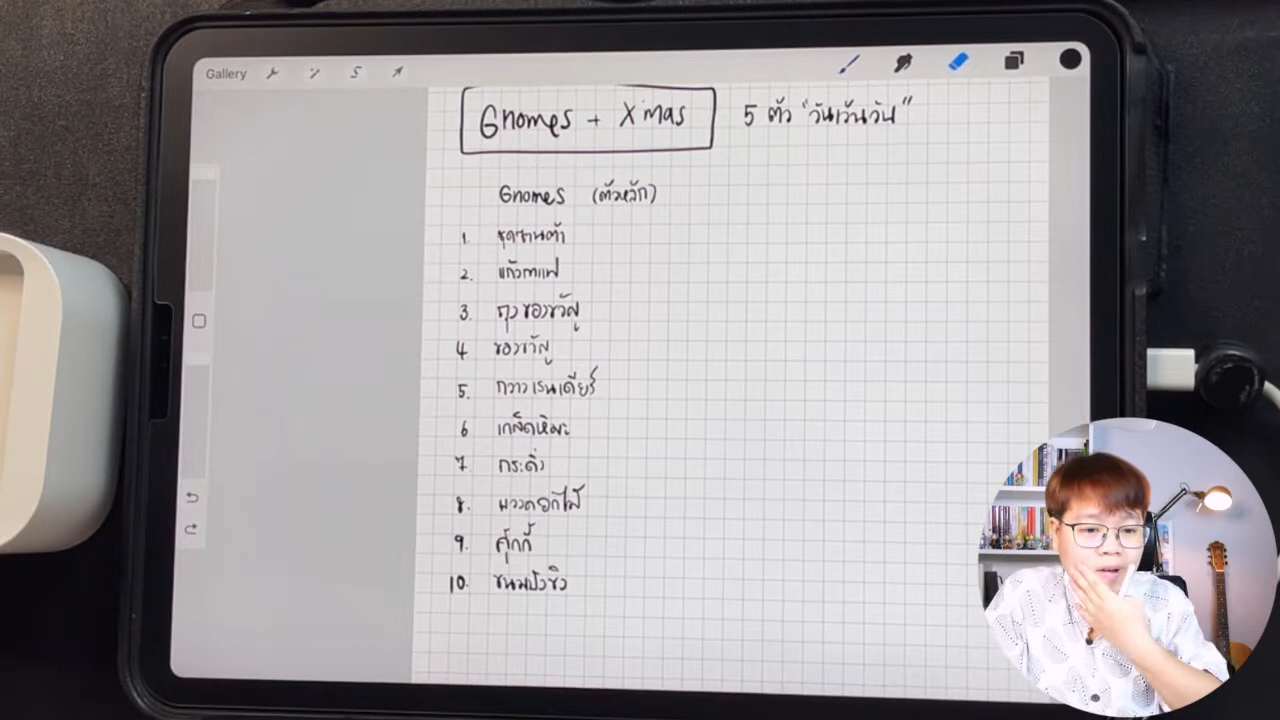 Gallery
Gnomes + X'mas 5 ตัว "วันเว้นวัน"
Gnomes (ตัวหลัก)
1. ชุดซานต้า
2. แก้วกาแฟ
3. ถุงของขวัญ
4 ของขวัญ
5. กวางเรนเดียร์
6 เกล็ดหิมะ
7 กระดิ่ง
8. พวงดอกไม้
9. คุ๊กกี้
10. ขนมปังขิง